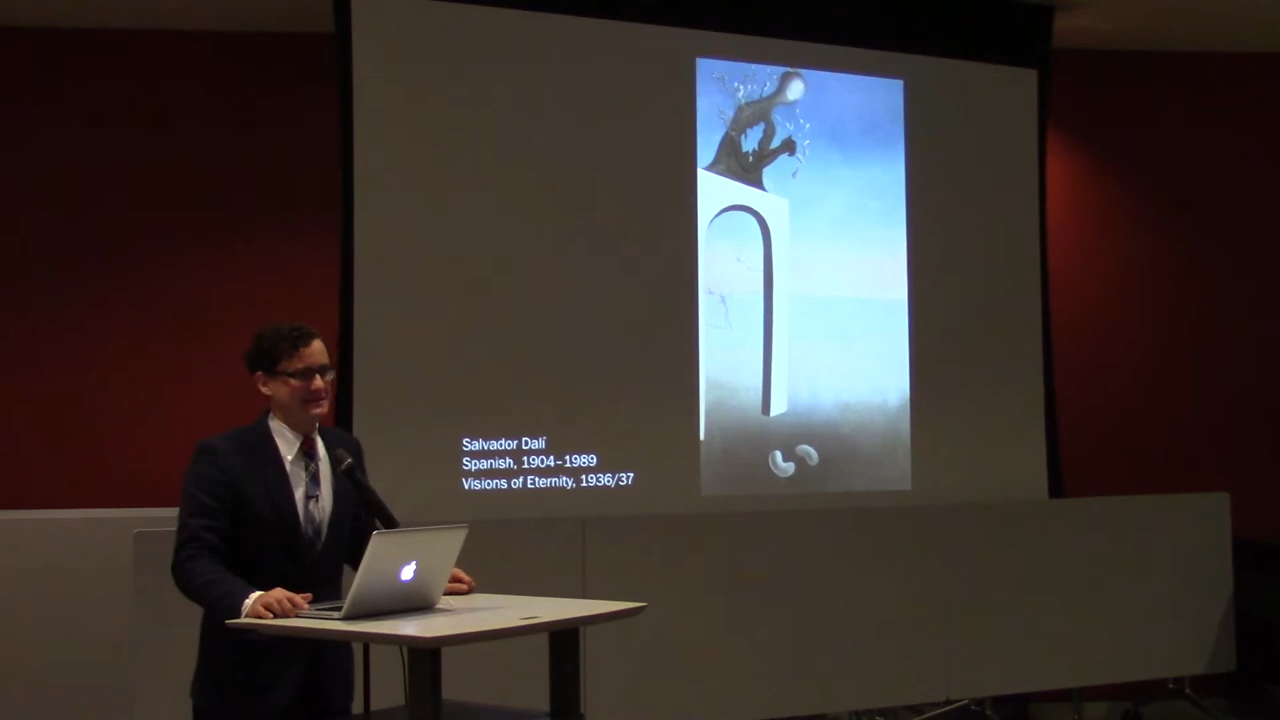 Salvador Dalí
Spanish, 1904–1989
Visions of Eternity, 1936/37